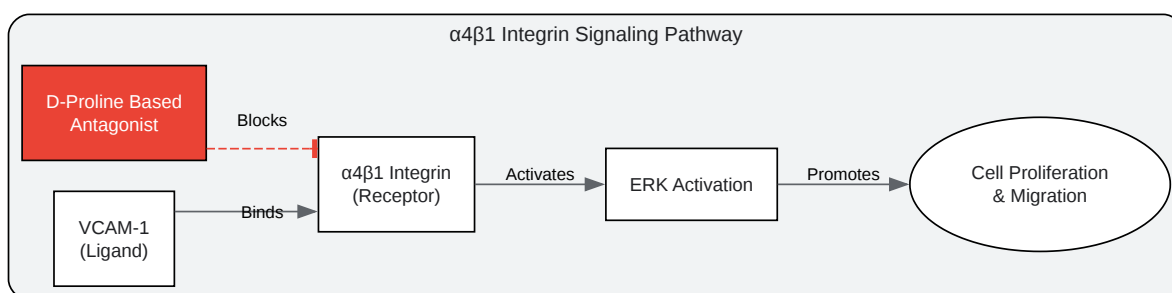 α4β1 Integrin Signaling Pathway
D-Proline Based
Antagonist
Blocks
VCAM-1
(Ligand)
Binds
α4β1 Integrin
(Receptor)
Activates
ERK Activation
Promotes
Cell Proliferation
& Migration